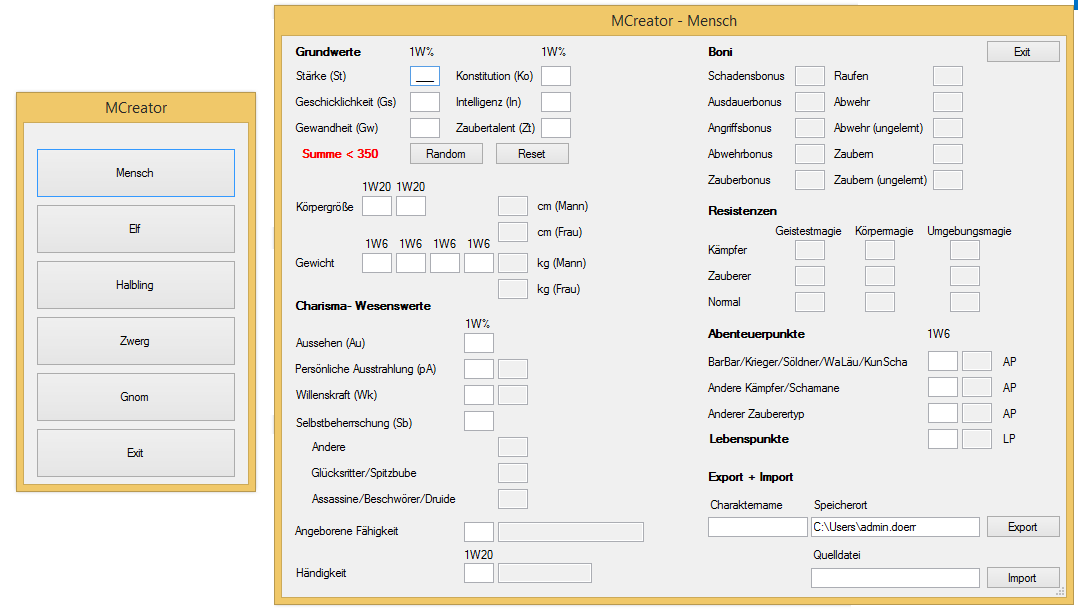 MCreator
Mensch
Elf
Halbling
Zwerg
Gnom
Exit
MCreator - Mensch
Grundwerte 1W% 1W%
Stärke (St) Konstitution (Ko)
Geschicklichkeit (Gs) Intelligenz (In)
Gewandheit (Gw) Zaubertalent (Zt)
Summe < 350 Random Reset
1W20 1W20
Körpergröße cm (Mann)
cm (Frau)
1W6 1W6 1W6 1W6
Gewicht kg (Mann)
kg (Frau)
Charisma- Wesenswerte
1W%
Aussehen (Au)
Persönliche Ausstrahlung (pA)
Willenskraft (Wk)
Selbstbeherrschung (Sb)
Andere
Glücksritter/Spitzbube
Assassine/Beschwörer/Druide
Angeborene Fähigkeit
1W20
Händigkeit
Boni Exit
Schadensbonus Raufen
Ausdauerbonus Abwehr
Angriffsbonus Abwehr (ungelernt)
Abwehrbonus Zaubern
Zauberbonus Zaubern (ungelernt)
Resistenzen
Geistestmagie Körpermagie Umgebungsmagie
Kämpfer
Zauberer
Normal
Abenteuerpunkte 1W6
BarBar/Krieger/Söldner/WaLäu/KunScha AP
Andere Kämpfer/Schamane AP
Anderer Zauberertyp AP
Lebenspunkte LP
Export + Import
Charaktername Speicherort
C:\Users\admin.doerr Export
Quelldatei
Import